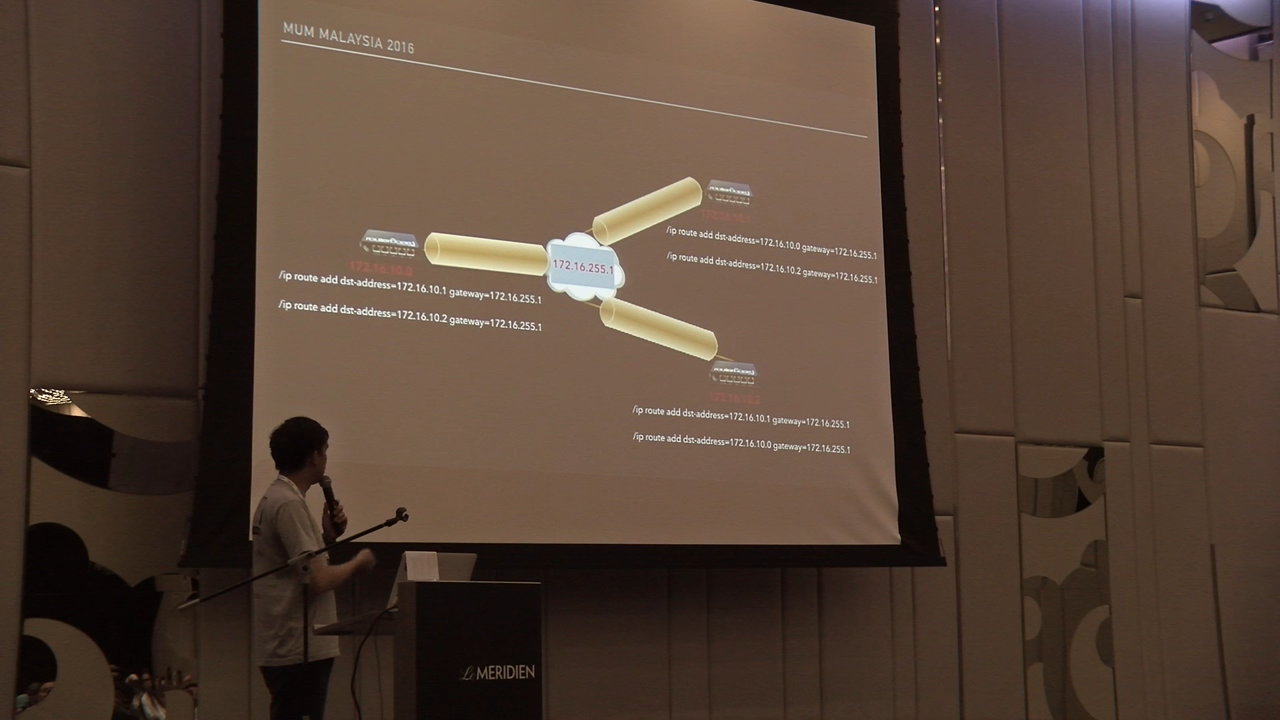 MUM MALAYSIA 2016
172.16.10.0
/ip route add dst-address=172.16.10.1 gateway=172.16.255.1
/ip route add dst-address=172.16.10.2 gateway=172.16.255.1
172.16.255.1
/ip route add dst-address=172.16.10.0 gateway=172.16.255.1
/ip route add dst-address=172.16.10.2 gateway=172.16.255.1
172.16.10.2
/ip route add dst-address=172.16.10.1 gateway=172.16.255.1
/ip route add dst-address=172.16.10.0 gateway=172.16.255.1
Le MERIDIEN